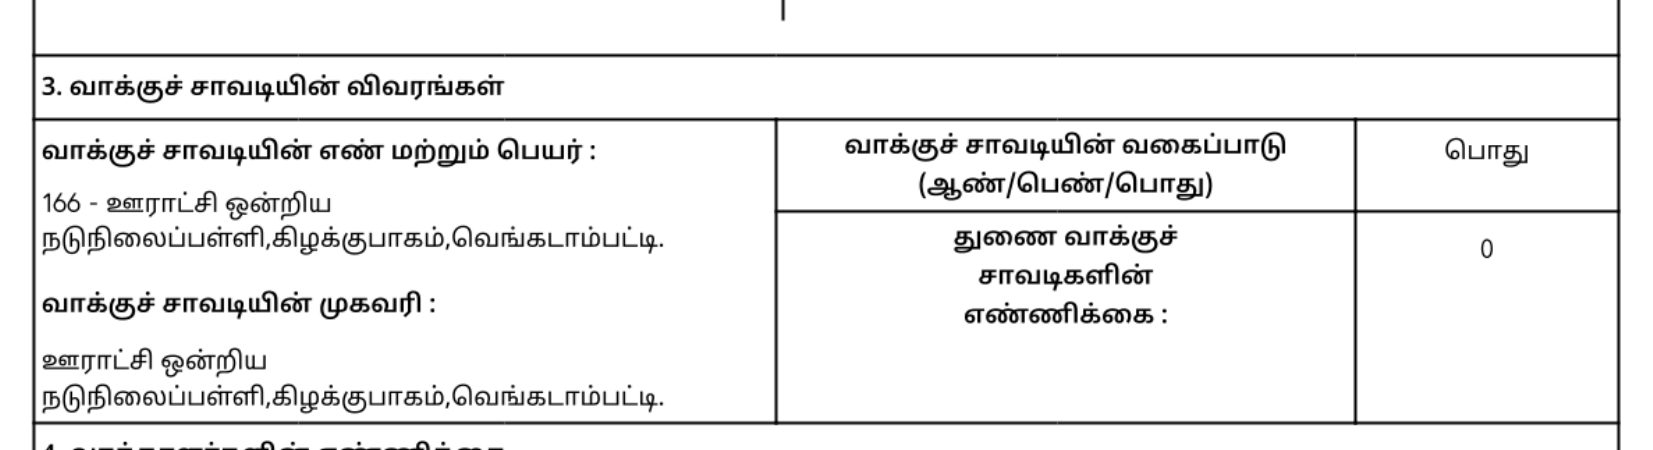 3. வாக்குச் சாவடியின் விவரங்கள்
வாக்குச் சாவடியின் எண் மற்றும் பெயர் :
166 - ஊராட்சி ஒன்றிய
நடுநிலைப்பள்ளி,கிழக்குபாகம்,வெங்கடாம்பட்டி.
வாக்குச் சாவடியின் முகவரி :
ஊராட்சி ஒன்றிய
நடுநிலைப்பள்ளி,கிழக்குபாகம்,வெங்கடாம்பட்டி.
வாக்குச் சாவடியின் வகைப்பாடு
(ஆண்/பெண்/பொது)
பொது
துணை வாக்குச்
சாவடிகளின்
எண்ணிக்கை :
0